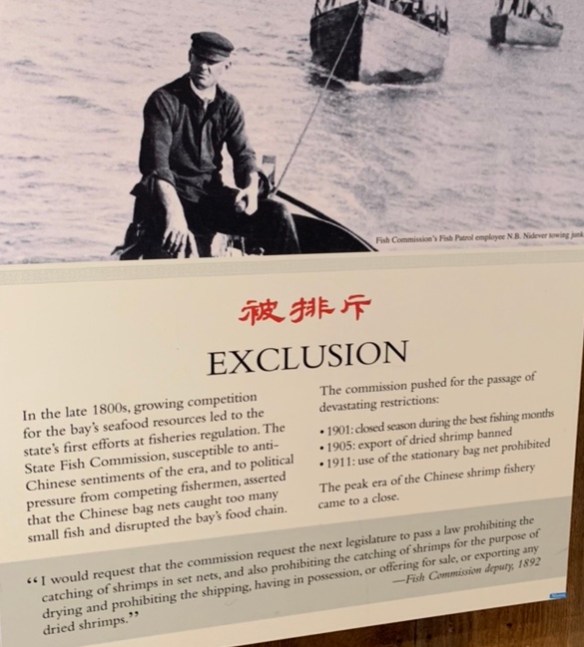 Fish Commission's Fish Patrol employee N.B. Nidever towing junk
被排斥
EXCLUSION
In the late 1800s, growing competition
for the bay's seafood resources led to the
state's first efforts at fisheries regulation. The
State Fish Commission, susceptible to anti-
Chinese sentiments of the era, and to political
pressure from competing fishermen, asserted
that the Chinese bag nets caught too many
small fish and disrupted the bay's food chain.
The commission pushed for the passage of
devastating restrictions:
• 1901: closed season during the best fishing months
• 1905: export of dried shrimp banned
• 1911: use of the stationary bag net prohibited
The peak era of the Chinese shrimp fishery
came to a close.
“I would request that the commission request the next legislature to pass a law prohibiting the
catching of shrimps in set nets, and also prohibiting the catching of shrimps for the purpose of
drying and prohibiting the shipping, having in possession, or offering for sale, or exporting any
dried shrimps.”
—Fish Commission deputy, 1892